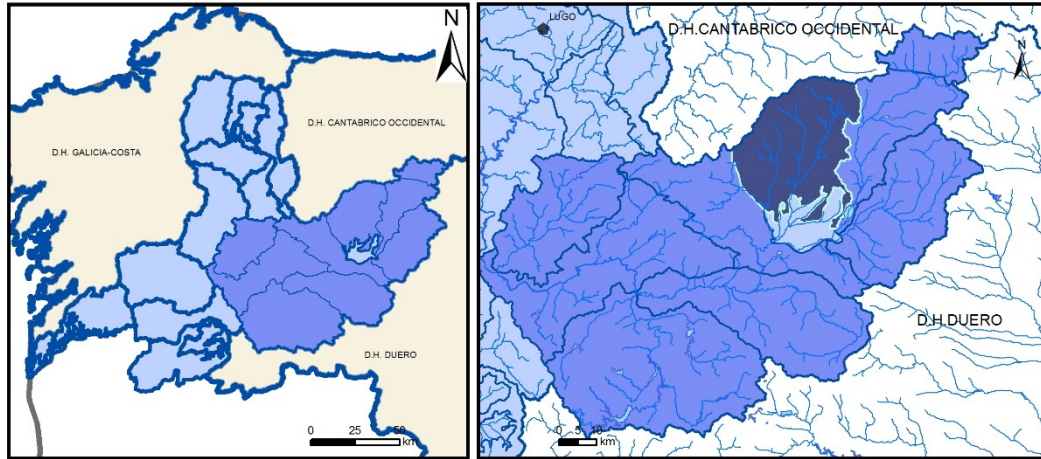 N
D.H. GALICIA-COSTA
D.H. CANTABRICO OCCIDENTAL
D.H. DUERO
0 25 50
km
LUGO
D.H.CANTABRICO OCCIDENTAL
N
D.H DUERO
0 5 10
km